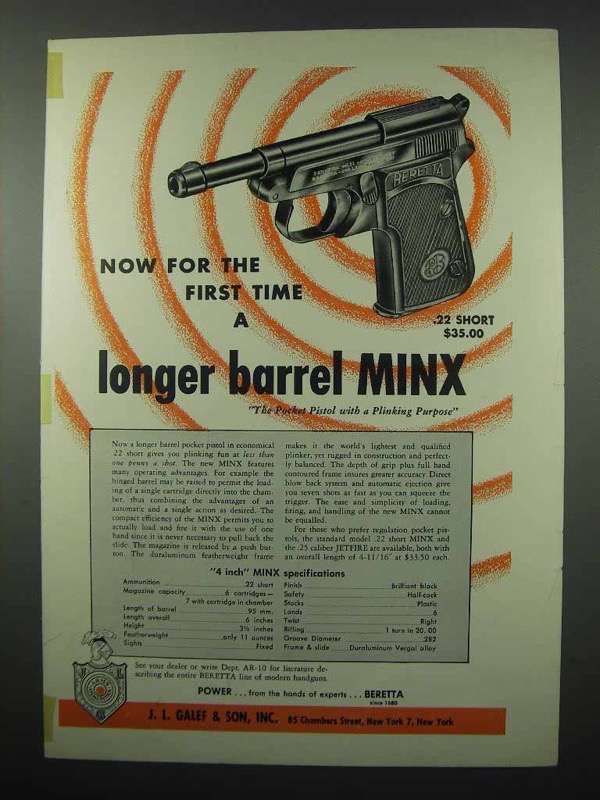 BERETTA
.22 SHORT
$35.00
NOW FOR THE
FIRST TIME
A
longer barrel MINX
"The Pocket Pistol with a Plinking Purpose"
Now a longer barrel pocket pistol in economical
.22 short gives you plinking fun at less than
one penny a shot. The new MINX features
many operating advantages. For example the
hinged barrel may be raised to permit the load-
ing of a single cartridge directly into the cham-
ber, thus combining the advantages of an
automatic and a single action as desired. The
compact efficiency of the MINX permits you to
actually load and fire it with the use of one
hand since it is never necessary to pull back the
slide. The magazine is released by a push but-
ton. The duraluminum featherweight frame
makes it the world's lightest and qualified
plinker, yet rugged in construction and perfect-
ly balanced. The depth of grip plus full hand
contoured frame insures greater accuracy. Direct
blow back system and automatic ejection give
you seven shots as fast as you can squeeze the
trigger. The ease and simplicity of loading,
firing, and handling of the new MINX cannot
be equalled.
For those who prefer regulation pocket pis-
tols, the standard model .22 short MINX and
the .25 caliber JETFIRE are available, both with
an overall length of 4-11/16" at $33.50 each.
"4 inch" MINX specifications
Ammunition .22 short
Magazine capacity 6 cartridges—
7 with cartridge in chamber
Length of barrel 95 mm.
Length overall 6 inches
Height 3½ inches
Featherweight only 11 ounces
Sights Fixed
Finish Brilliant black
Safety Half-cock
Stocks Plastic
Lands 6
Twist Right
Rifling 1 turn in 20.00
Groove Diameter .282
Frame & slide Duraluminum Vergal alloy
See your dealer or write Dept. AR-10 for literature de-
scribing the entire BERETTA line of modern handguns.
POWER ... from the hands of experts ... BERETTA
since 1680
J. L. GALEF & SON, INC. 85 Chambers Street, New York 7, New York